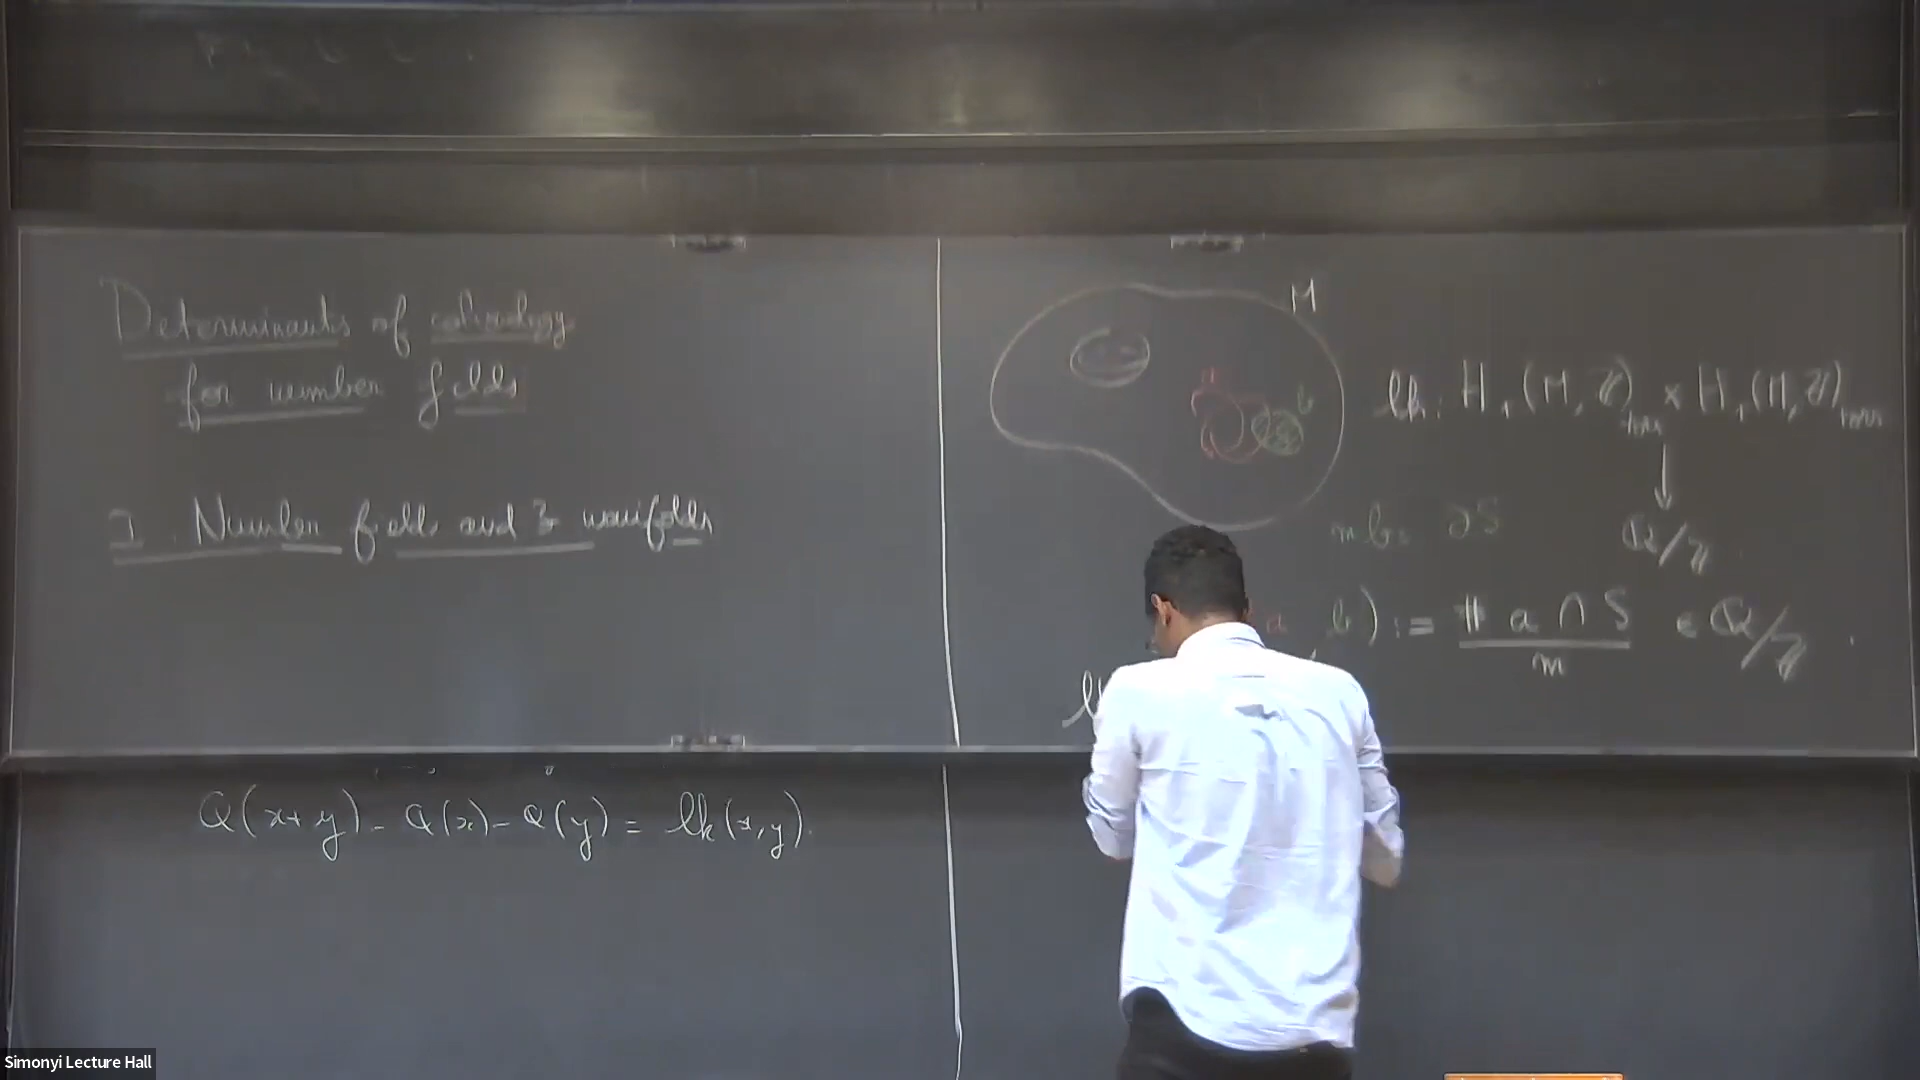 Determinants of cohomology
for number fields
I. Number fields and 3 manifolds
Q(x+y) - Q(x) - Q(y) = lk(x,y).
M
b
lk: H₁(M, Z)tors × H₁(M, Z)tors
↓
Q/Z
mb = ∂S
a b) := # a ∩ S / m ∈ Q/Z.
Simonyi Lecture Hall